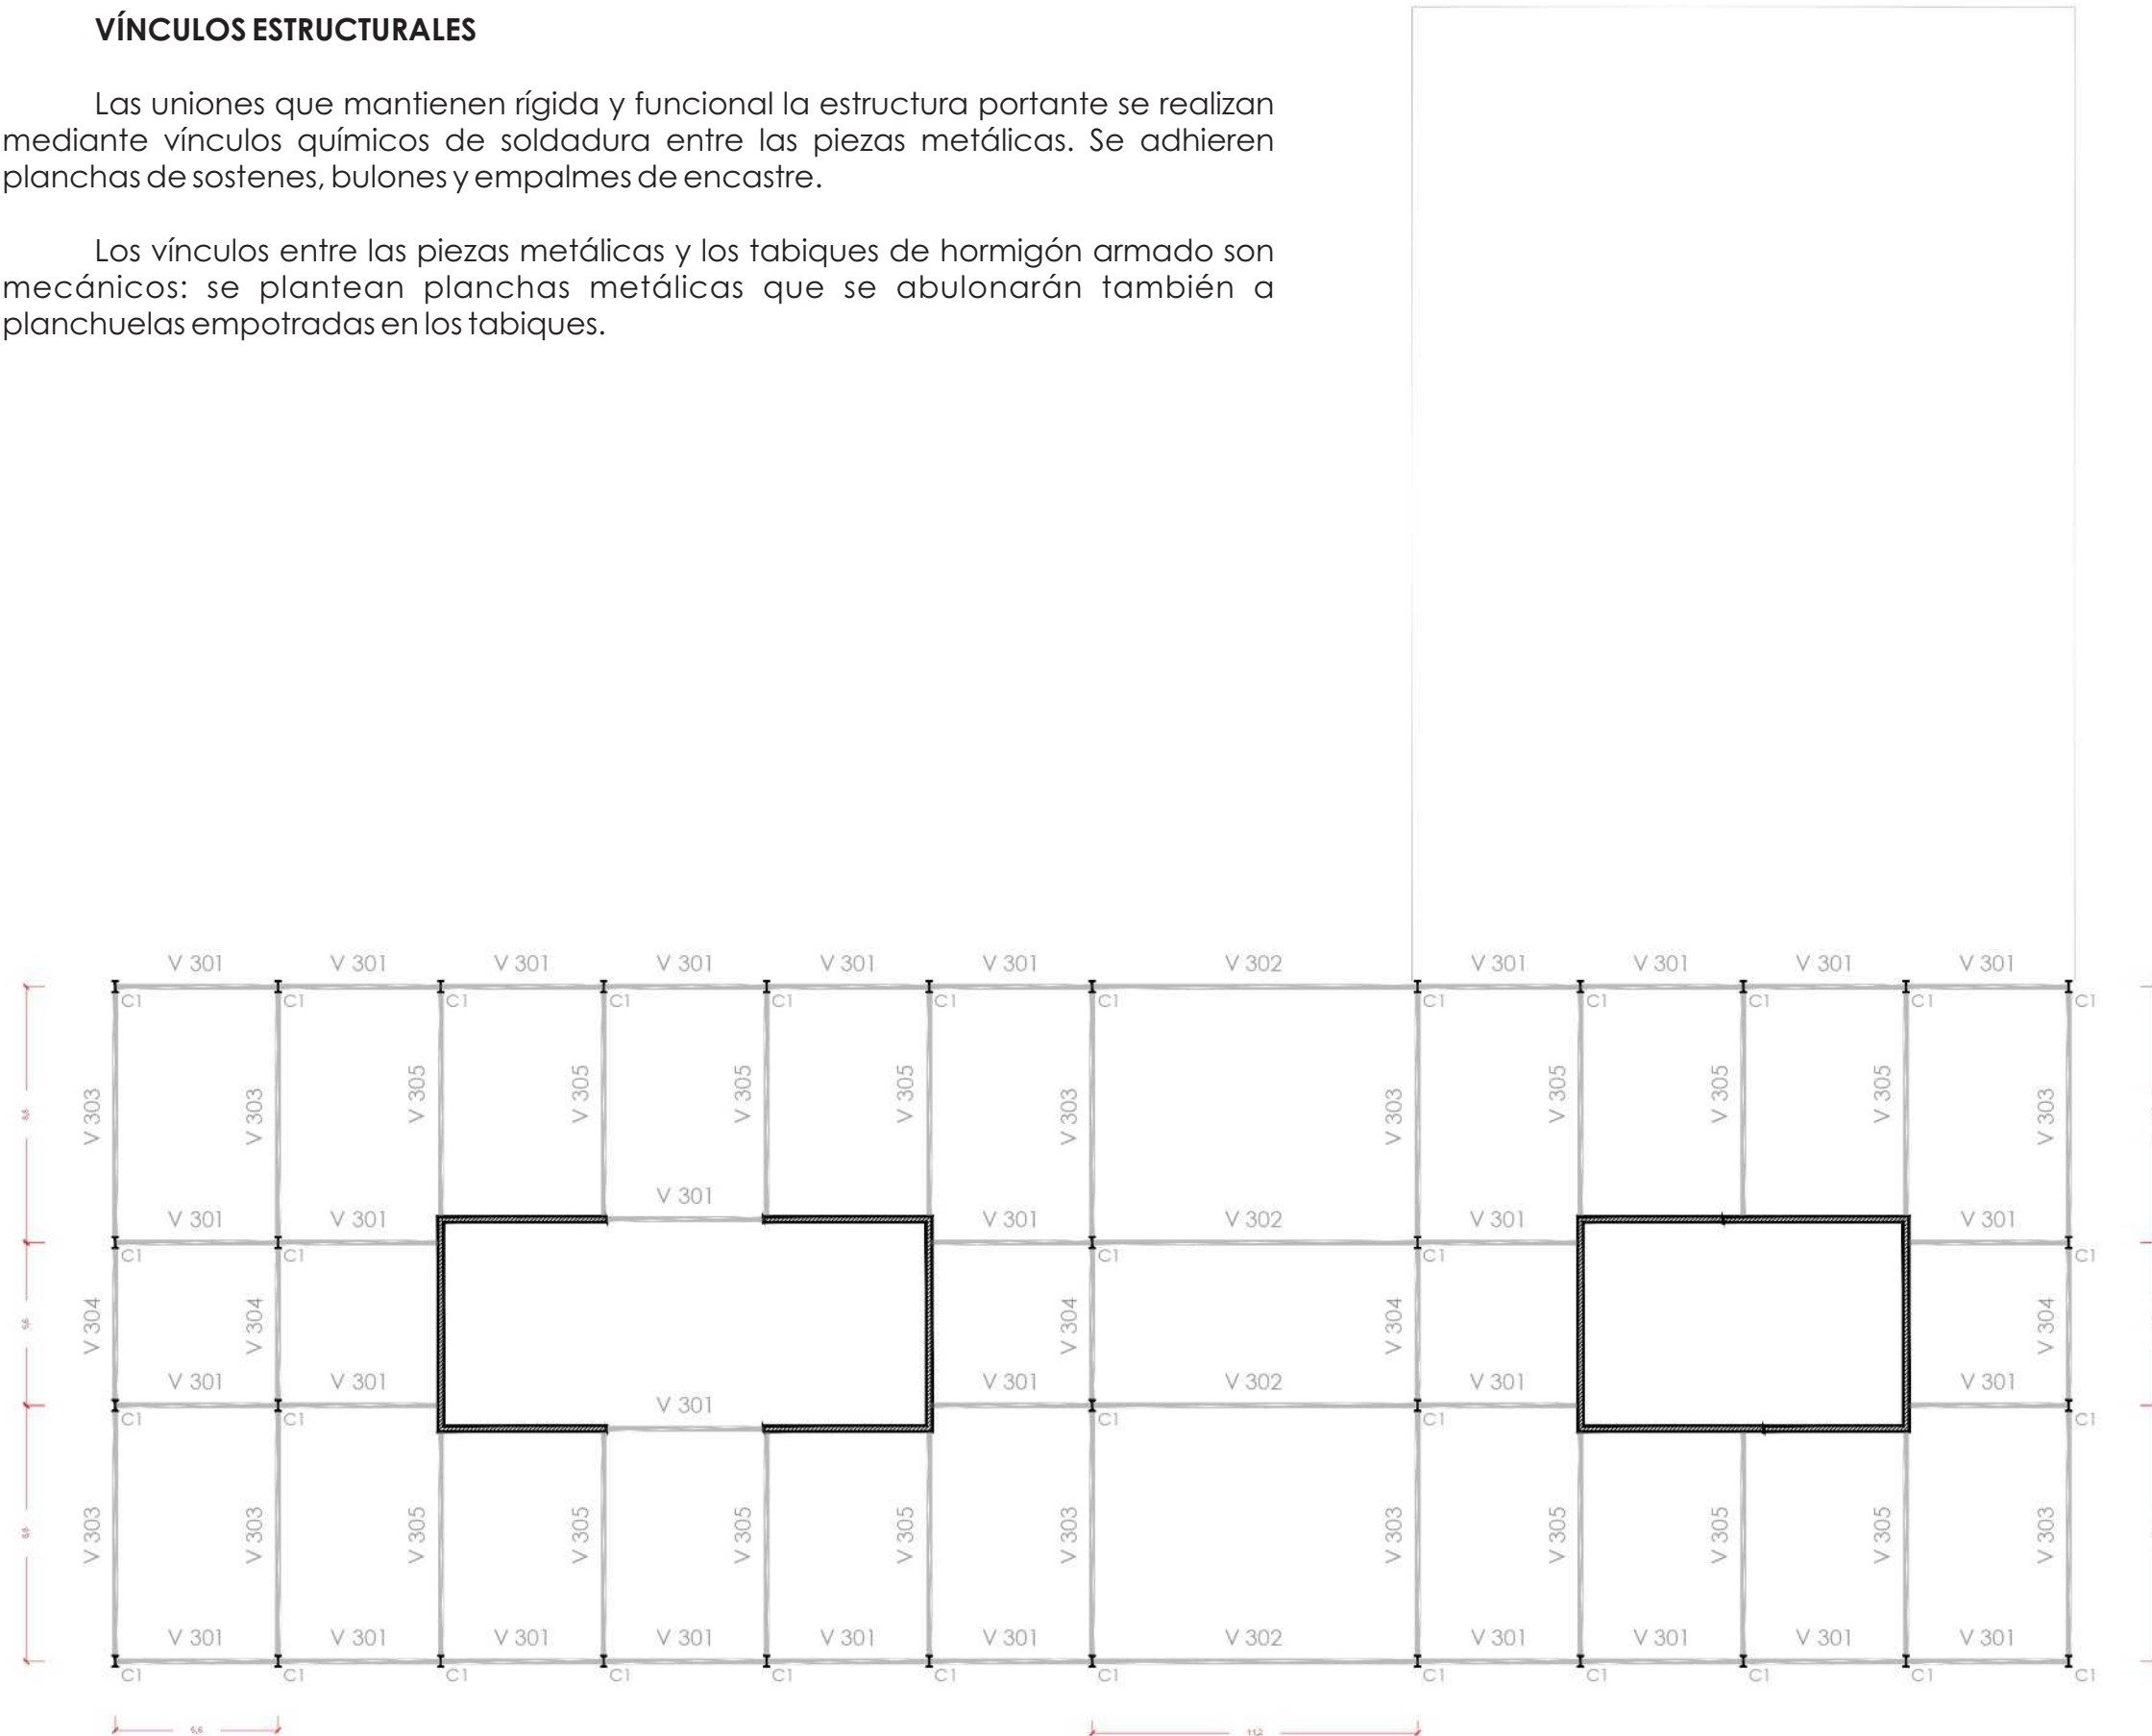 VÍNCULOS ESTRUCTURALES
Las uniones que mantienen rígida y funcional la estructura portante se realizan
mediante vínculos químicos de soldadura entre las piezas metálicas. Se adhieren
planchas de sostenes, bulones y empalmes de encastre.
Los vínculos entre las piezas metálicas y los tabiques de hormigón armado son
mecánicos: se plantean planchas metálicas que se abulonarán también a
planchuelas empotradas en los tabiques.
V 301 V 301 V 301 V 301 V 301 V 301 V 302 V 301 V 301 V 301 V 301
C1 C1 C1 C1 C1 C1 C1 C1 C1 C1 C1 C1
V 303 V 303 V 305 V 305 V 305 V 305 V 303 V 303 V 305 V 305 V 305 V 303
V 301
V 301 V 301 V 301 V 302 V 301 V 301
C1 C1 C1 C1 C1
V 304 V 304 V 304 V 304 V 304
V 301 V 301 V 301 V 302 V 301 V 301
V 301
C1 C1 C1 C1 C1
V 303 V 303 V 305 V 305 V 305 V 305 V 303 V 303 V 305 V 305 V 305 V 303
V 301 V 301 V 301 V 301 V 301 V 301 V 302 V 301 V 301 V 301 V 301
C1 C1 C1 C1 C1 C1 C1 C1 C1 C1 C1 C1